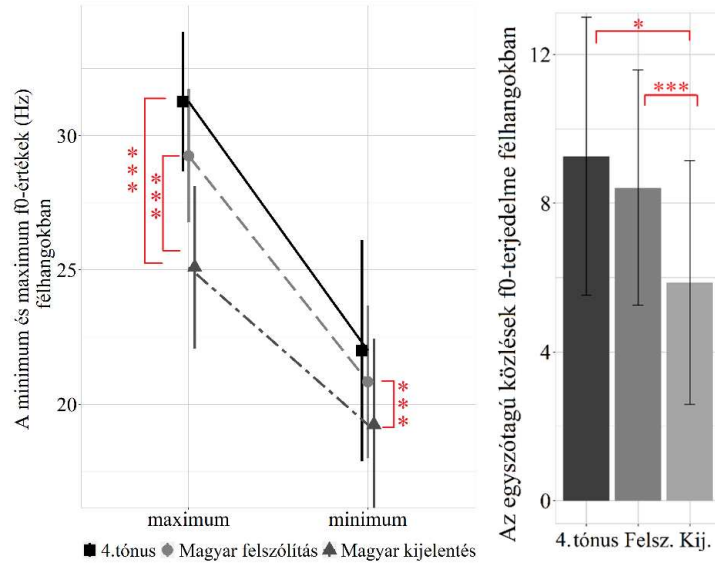 A minimum és maximum f0-értékek (Hz)
félhangokban
30
25
20
***
***
***
maximum
minimum
4.tónus
Magyar felszólítás
Magyar kijelentés
Az egyszótagú közlések f0-terjedelme félhangokban
12
8
4
0
*
***
4.tónus Felsz. Kij.